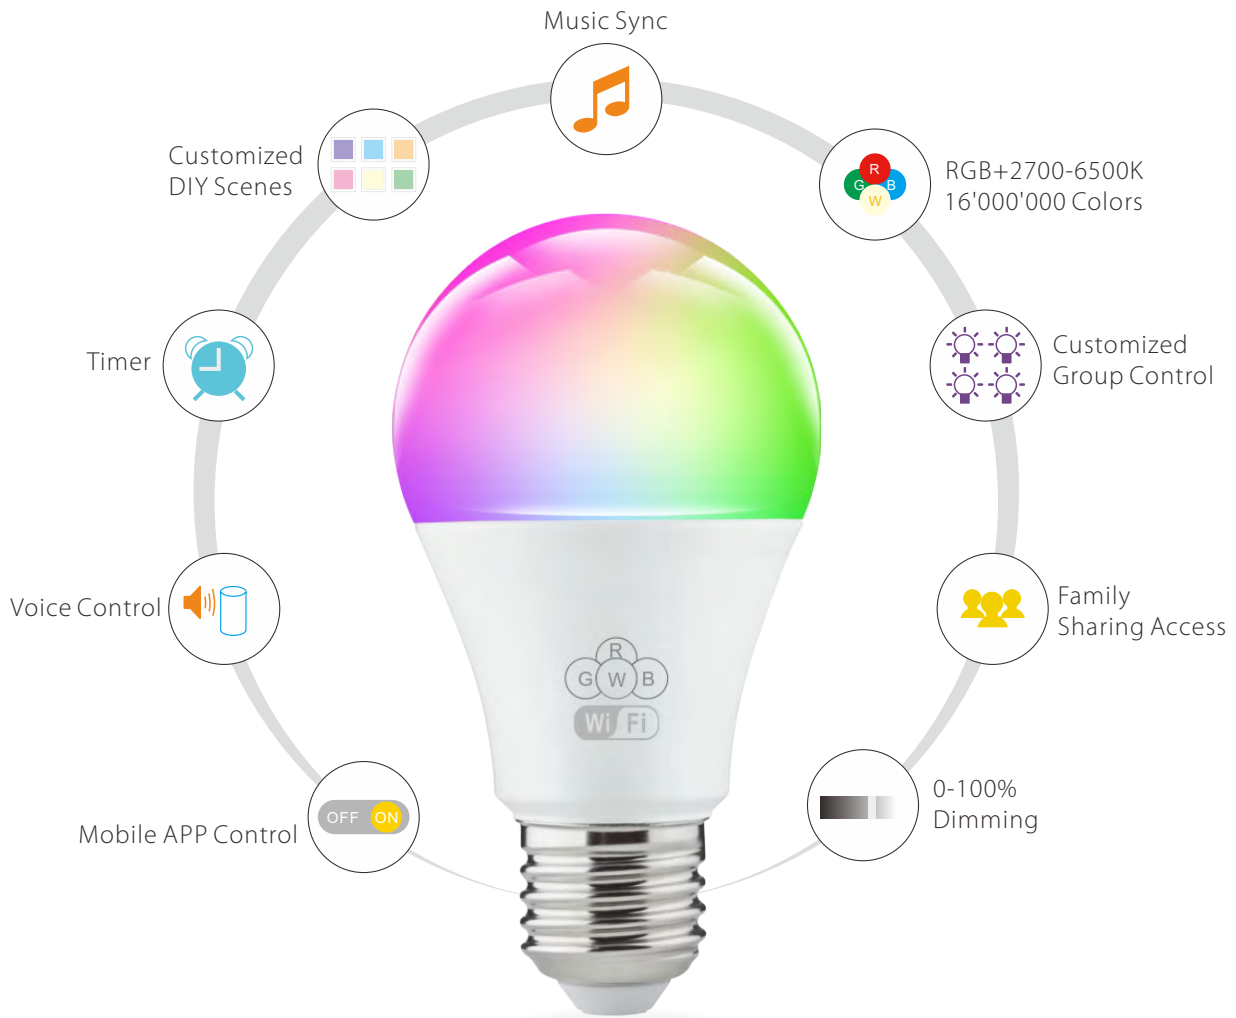 Music Sync
Customized
DIY Scenes
R
G B
W
RGB+2700-6500K
16'000'000 Colors
Timer
Customized
Group Control
Voice Control
Family
Sharing Access
R
G W B
Wi Fi
OFF ON
Mobile APP Control
0-100%
Dimming